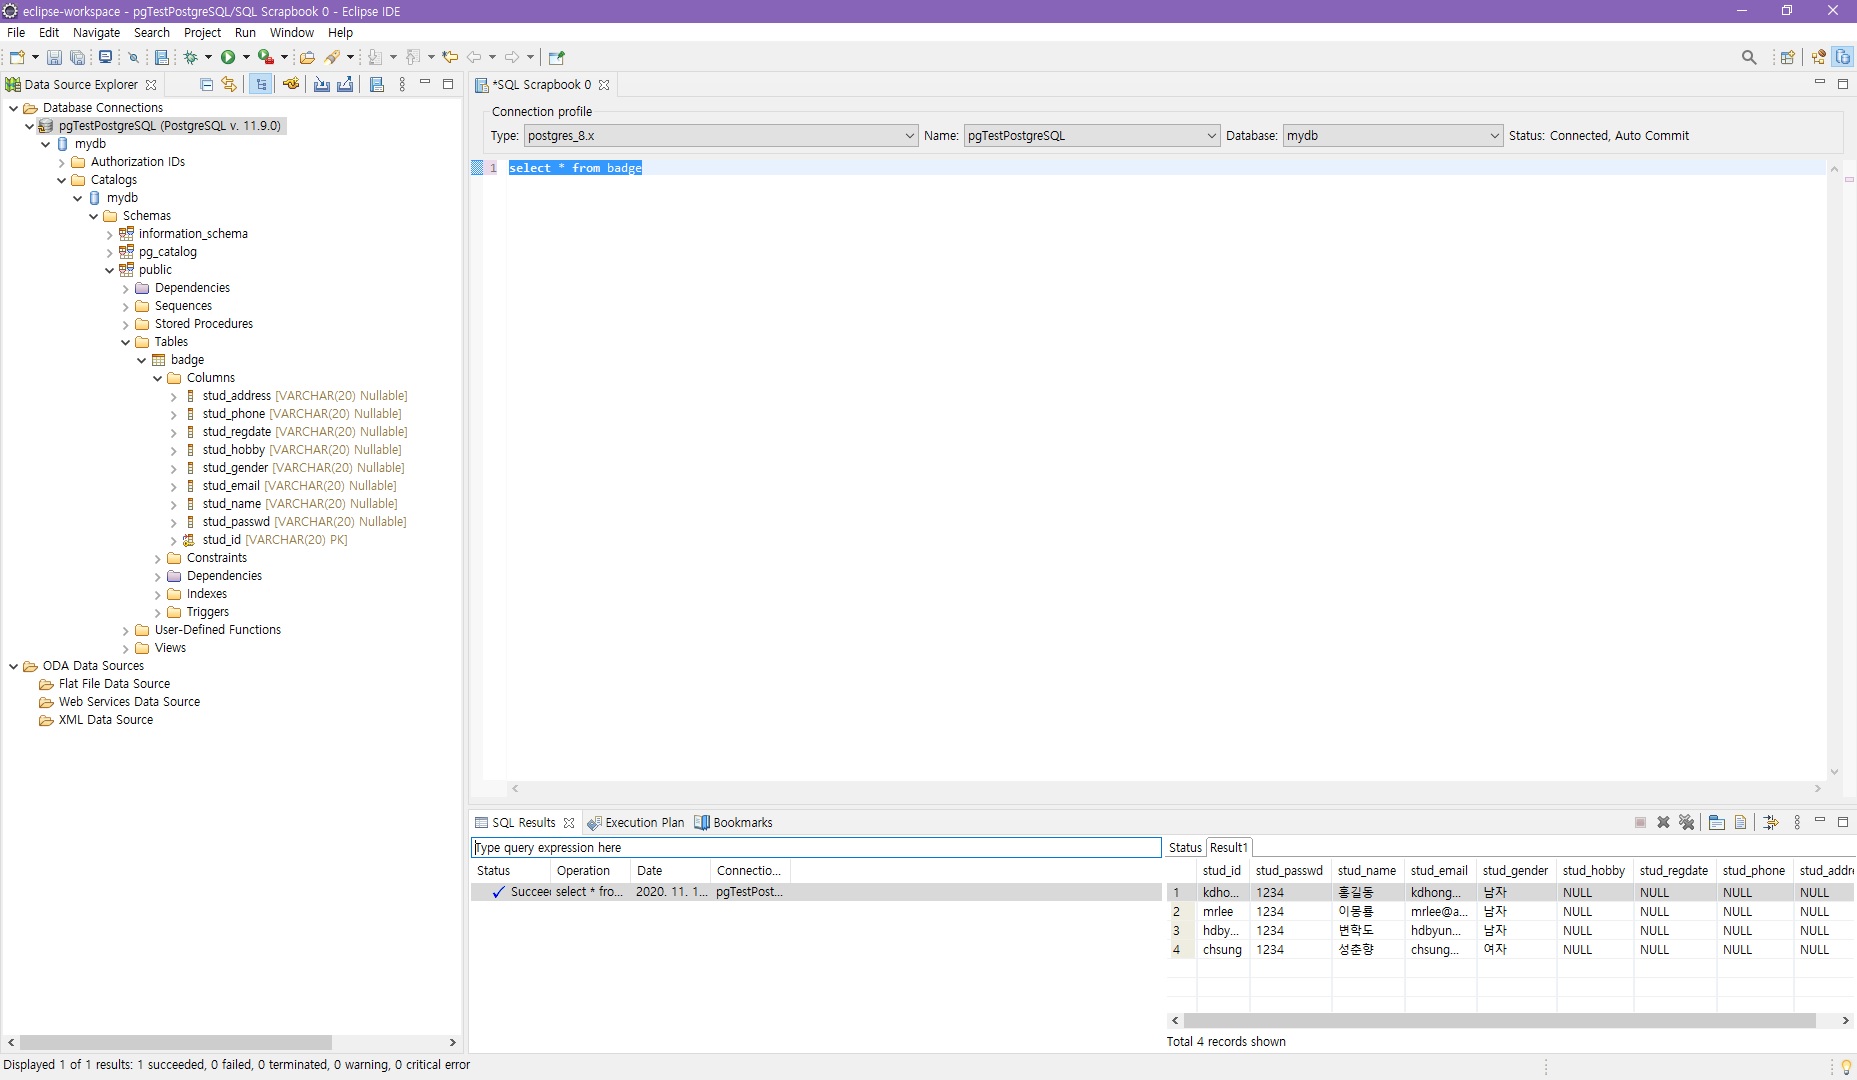 eclipse-workspace - pgTestPostgreSQL/SQL Scrapbook 0 - Eclipse IDE
File Edit Navigate Search Project Run Window Help
Data Source Explorer
Database Connections
pgTestPostgreSQL (PostgreSQL v. 11.9.0)
mydb
Authorization IDs
Catalogs
mydb
Schemas
information_schema
pg_catalog
public
Dependencies
Sequences
Stored Procedures
Tables
badge
Columns
stud_address [VARCHAR(20) Nullable]
stud_phone [VARCHAR(20) Nullable]
stud_regdate [VARCHAR(20) Nullable]
stud_hobby [VARCHAR(20) Nullable]
stud_gender [VARCHAR(20) Nullable]
stud_email [VARCHAR(20) Nullable]
stud_name [VARCHAR(20) Nullable]
stud_passwd [VARCHAR(20) Nullable]
stud_id [VARCHAR(20) PK]
Constraints
Dependencies
Indexes
Triggers
User-Defined Functions
Views
ODA Data Sources
Flat File Data Source
Web Services Data Source
XML Data Source
*SQL Scrapbook 0
Connection profile
Type: postgres_8.x Name: pgTestPostgreSQL Database: mydb Status: Connected, Auto Commit
1 select * from badge
SQL Results Execution Plan Bookmarks
Type query expression here
Status Operation Date Connectio...
Succee select * fro... 2020. 11. 1... pgTestPost...
Status Result1
stud_id stud_passwd stud_name stud_email stud_gender stud_hobby stud_regdate stud_phone stud_addr
1 kdho... 1234 홍길동 kdhong... 남자 NULL NULL NULL NULL
2 mrlee 1234 이몽룡 mrlee@a... 남자 NULL NULL NULL NULL
3 hdby... 1234 변학도 hdbyun... 남자 NULL NULL NULL NULL
4 chsung 1234 성춘향 chsung... 여자 NULL NULL NULL NULL
Total 4 records shown
Displayed 1 of 1 results: 1 succeeded, 0 failed, 0 terminated, 0 warning, 0 critical error